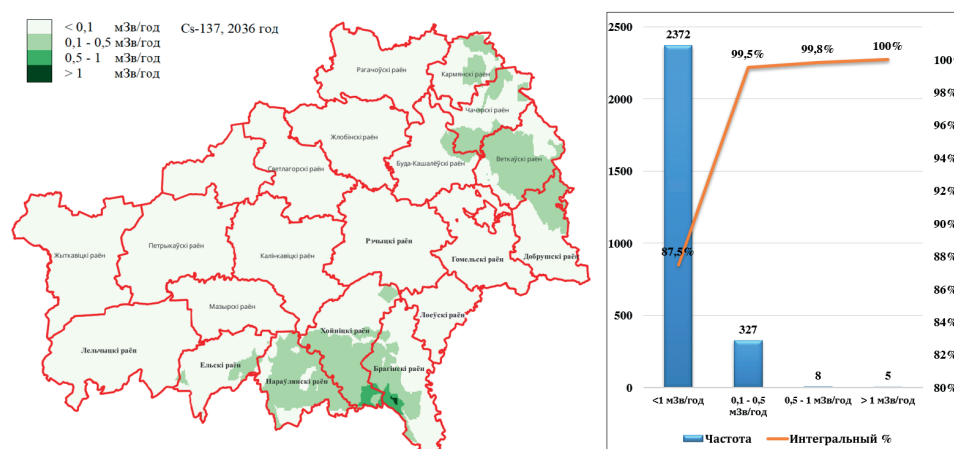 < 0,1 мЗв/год Cs-137, 2036 год
0,1 - 0,5 мЗв/год
0,5 - 1 мЗв/год
> 1 мЗв/год
Рагачоўскі раён
Кармянскі раён
Чачэрскі раён
Жлобінскі раён
Буда-Кашалёўскі раён
Веткаўскі раён
Светлагорскі раён
Жыткавіцкі раён
Петрыкаўскі раён
Калінкавіцкі раён
Рэчыцкі раён
Гомельскі раён
Добрушскі раён
Мазырскі раён
Лоеўскі раён
Хойніцкі раён
Лельчыцкі раён
Ельскі раён
Нараўлянскі раён
Брагінскі раён
2500
2000
1500
1000
500
0
2372
327
8
5
87,5%
99,5%
99,8%
100%
100%
98%
96%
94%
92%
90%
88%
86%
84%
82%
80%
<1 мЗв/год
0,1 - 0,5
мЗв/год
0,5 - 1 мЗв/год
> 1 мЗв/год
Частота
Интегральный %